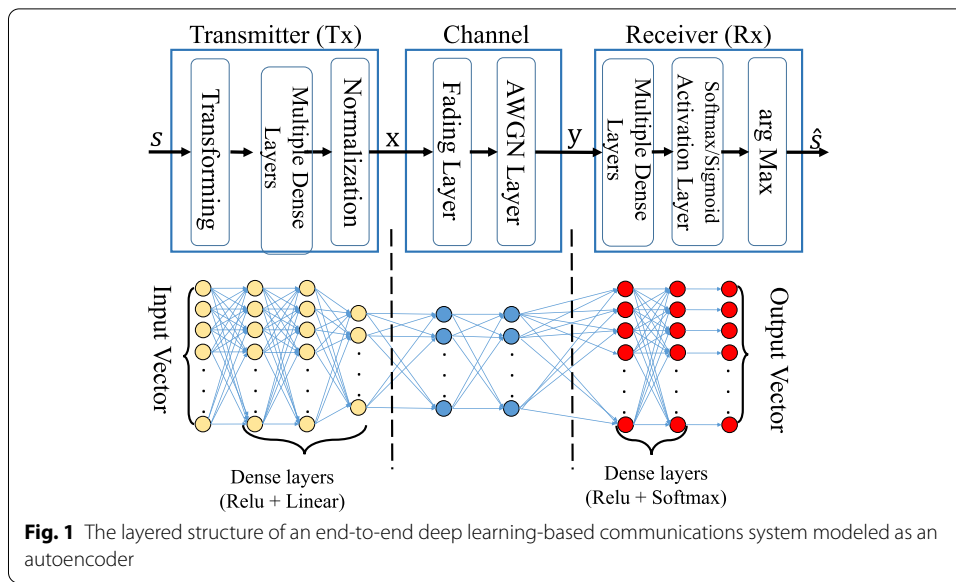 Transmitter (Tx)
Channel
Receiver (Rx)
s
Transforming
Multiple Dense
Layers
Normalization
x
Fading Layer
AWGN Layer
y
Multiple Dense
Layers
Softmax/Sigmoid
Activation Layer
arg Max
ŝ
Input Vector
Output Vector
Dense layers
(Relu + Linear)
Dense layers
(Relu + Softmax)
Fig. 1 The layered structure of an end-to-end deep learning-based communications system modeled as an
autoencoder